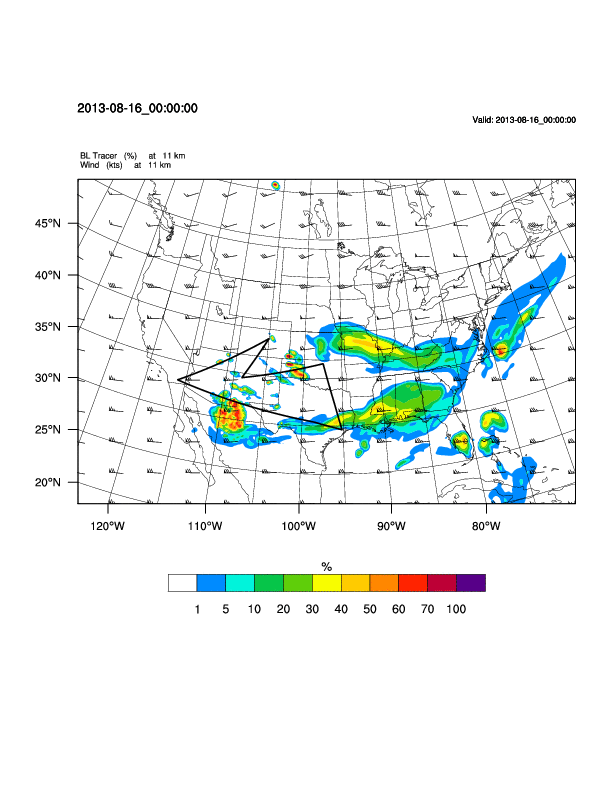 2013-08-16_00:00:00
Valid: 2013-08-16_00:00:00
BL Tracer (%) at 11 km
Wind (kts) at 11 km
45°N
40°N
35°N
30°N
25°N
20°N
120°W 110°W 100°W 90°W 80°W
%
1 5 10 20 30 40 50 60 70 100